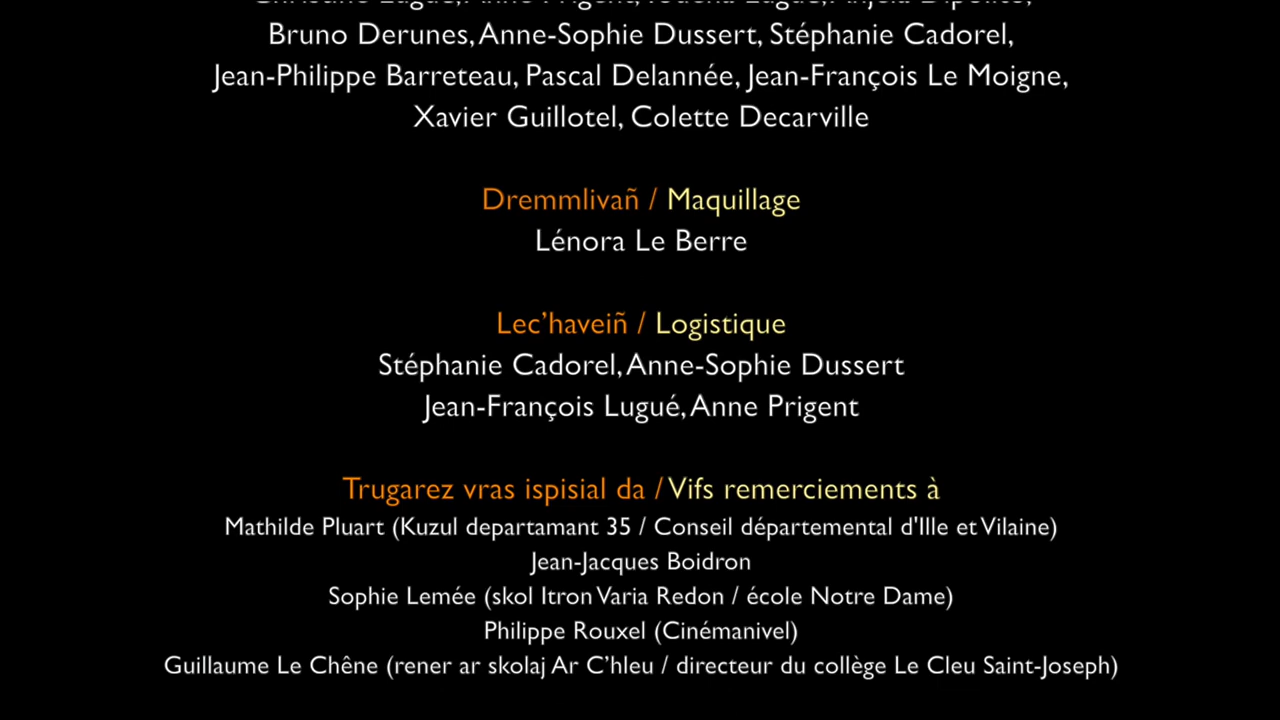 Bruno Derunes, Anne-Sophie Dussert, Stéphanie Cadorel,
Jean-Philippe Barreteau, Pascal Delannée, Jean-François Le Moigne,
Xavier Guillotel, Colette Decarville
Dremmlivañ / Maquillage
Lénora Le Berre
Lec’haveiñ / Logistique
Stéphanie Cadorel, Anne-Sophie Dussert
Jean-François Lugué, Anne Prigent
Trugarez vras ispisial da / Vifs remerciements à
Mathilde Pluart (Kuzul departamant 35 / Conseil départemental d'Ille et Vilaine)
Jean-Jacques Boidron
Sophie Lemée (skol Itron Varia Redon / école Notre Dame)
Philippe Rouxel (Cinémanivel)
Guillaume Le Chêne (rener ar skolaj Ar C’hleu / directeur du collège Le Cleu Saint-Joseph)